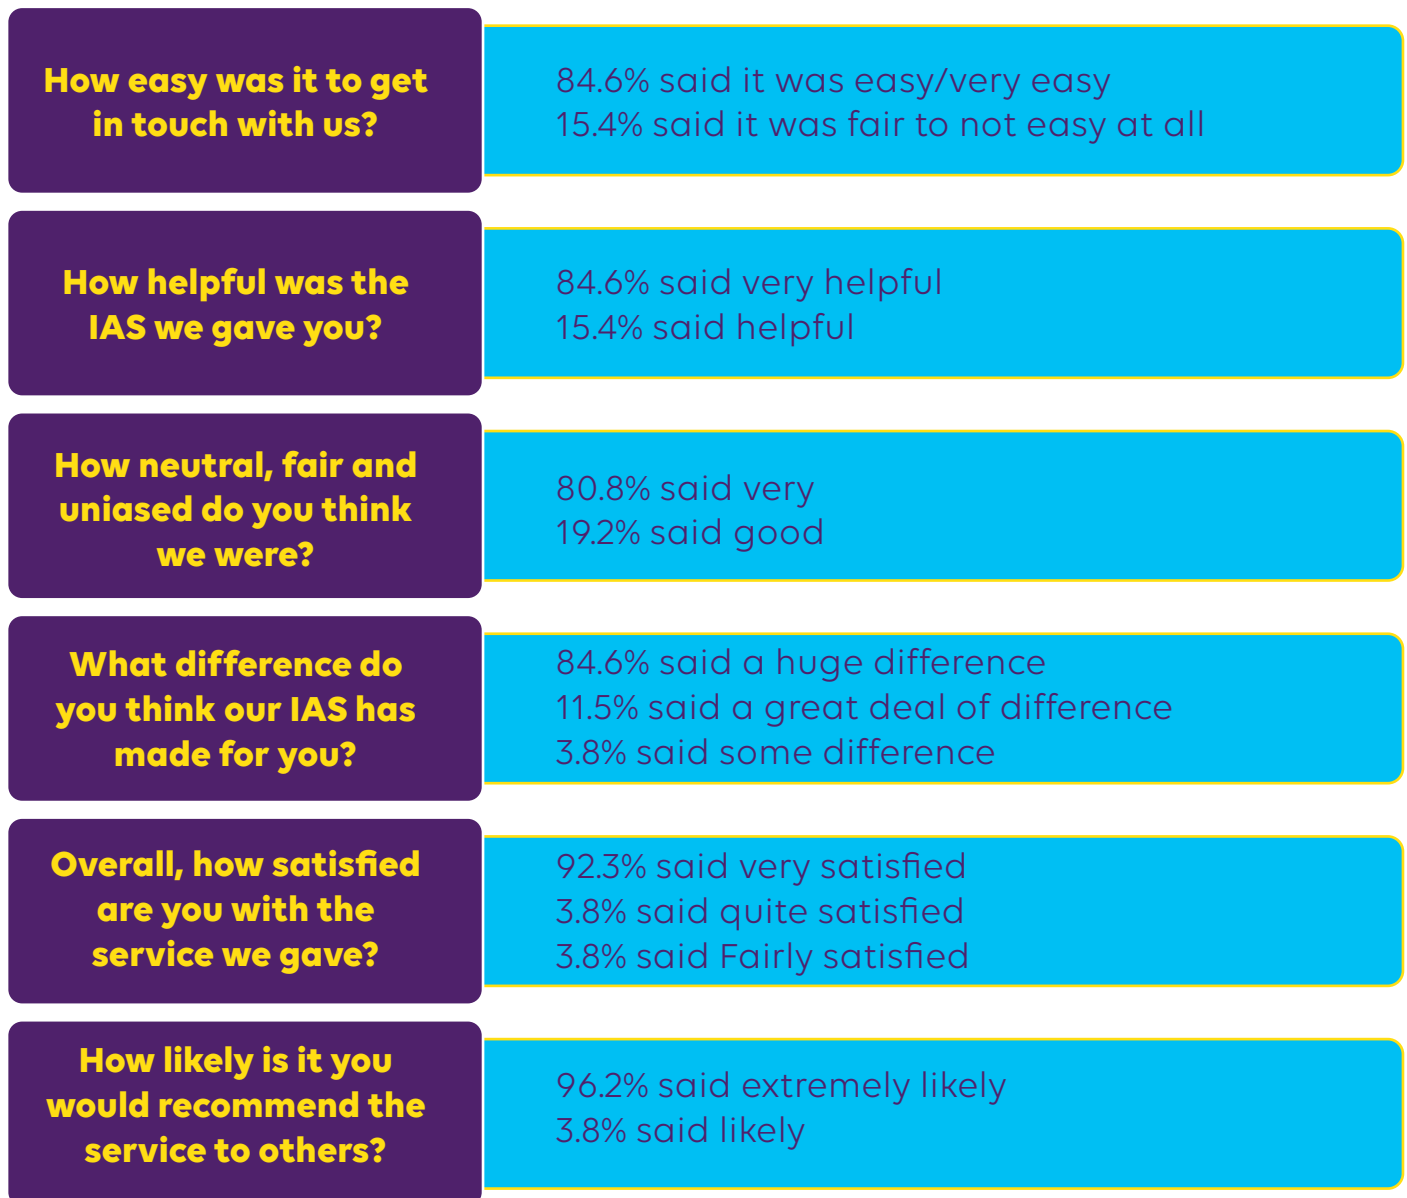 How easy was it to get
in touch with us?
84.6% said it was easy/very easy
15.4% said it was fair to not easy at all
How helpful was the
IAS we gave you?
84.6% said very helpful
15.4% said helpful
How neutral, fair and
uniased do you think
we were?
80.8% said very
19.2% said good
What difference do
you think our IAS has
made for you?
84.6% said a huge difference
11.5% said a great deal of difference
3.8% said some difference
Overall, how satisfied
are you with the
service we gave?
92.3% said very satisfied
3.8% said quite satisfied
3.8% said Fairly satisfied
How likely is it you
would recommend the
service to others?
96.2% said extremely likely
3.8% said likely